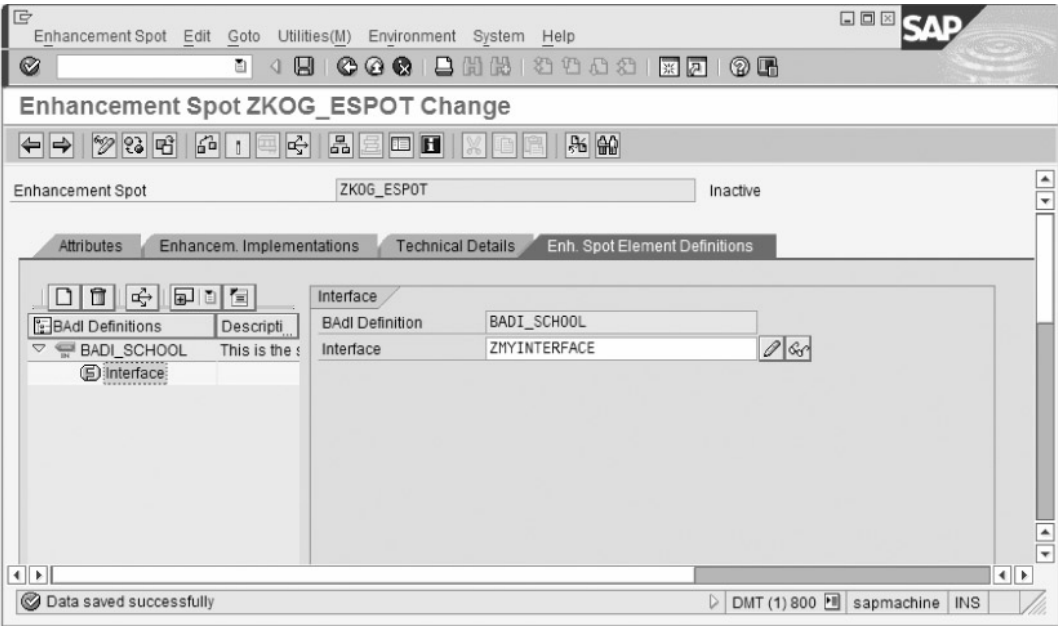 Enhancement Spot Edit Goto Utilities(M) Environment System Help
SAP
Enhancement Spot ZKOG_ESPOT Change
Enhancement Spot ZKOG_ESPOT Inactive
Attributes Enhancem. Implementations Technical Details Enh. Spot Element Definitions
Interface
BAdI Definitions Descripti...
BAdI Definition BADI_SCHOOL
BADI_SCHOOL This is the s
Interface ZMYINTERFACE
Interface
Data saved successfully DMT (1) 800 sapmachine INS